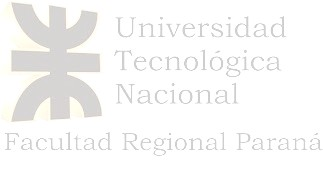 Universidad
Tecnológica
Nacional
Facultad Regional Paraná